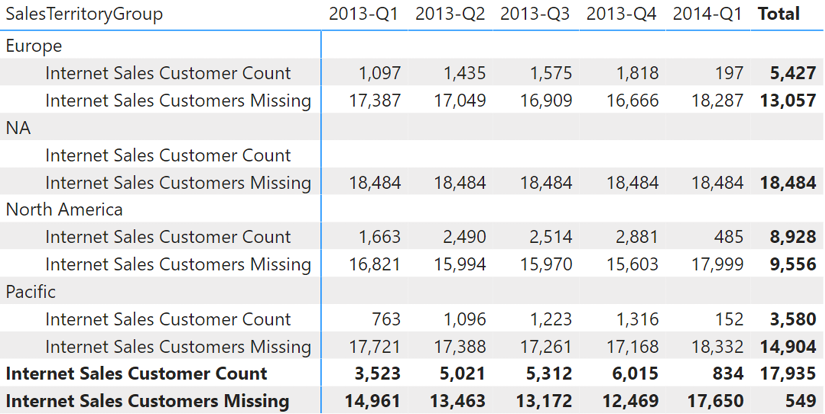 SalesTerritoryGroup 2013-Q1 2013-Q2 2013-Q3 2013-Q4 2014-Q1 Total
Europe
Internet Sales Customer Count 1,097 1,435 1,575 1,818 197 5,427
Internet Sales Customers Missing 17,387 17,049 16,909 16,666 18,287 13,057
NA
Internet Sales Customer Count
Internet Sales Customers Missing 18,484 18,484 18,484 18,484 18,484 18,484
North America
Internet Sales Customer Count 1,663 2,490 2,514 2,881 485 8,928
Internet Sales Customers Missing 16,821 15,994 15,970 15,603 17,999 9,556
Pacific
Internet Sales Customer Count 763 1,096 1,223 1,316 152 3,580
Internet Sales Customers Missing 17,721 17,388 17,261 17,168 18,332 14,904
Internet Sales Customer Count 3,523 5,021 5,312 6,015 834 17,935
Internet Sales Customers Missing 14,961 13,463 13,172 12,469 17,650 549